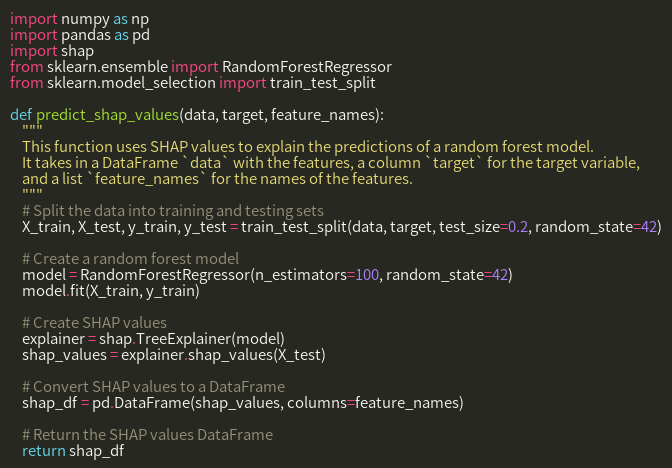 import numpy as np
import pandas as pd
import shap
from sklearn.ensemble import RandomForestRegressor
from sklearn.model_selection import train_test_split

def predict_shap_values(data, target, feature_names):
    """
    This function uses SHAP values to explain the predictions of a random forest model.
    It takes in a DataFrame `data` with the features, a column `target` for the target variable,
    and a list `feature_names` for the names of the features.
    """
    # Split the data into training and testing sets
    X_train, X_test, y_train, y_test = train_test_split(data, target, test_size=0.2, random_state=42)

    # Create a random forest model
    model = RandomForestRegressor(n_estimators=100, random_state=42)
    model.fit(X_train, y_train)

    # Create SHAP values
    explainer = shap.TreeExplainer(model)
    shap_values = explainer.shap_values(X_test)

    # Convert SHAP values to a DataFrame
    shap_df = pd.DataFrame(shap_values, columns=feature_names)

    # Return the SHAP values DataFrame
    return shap_df